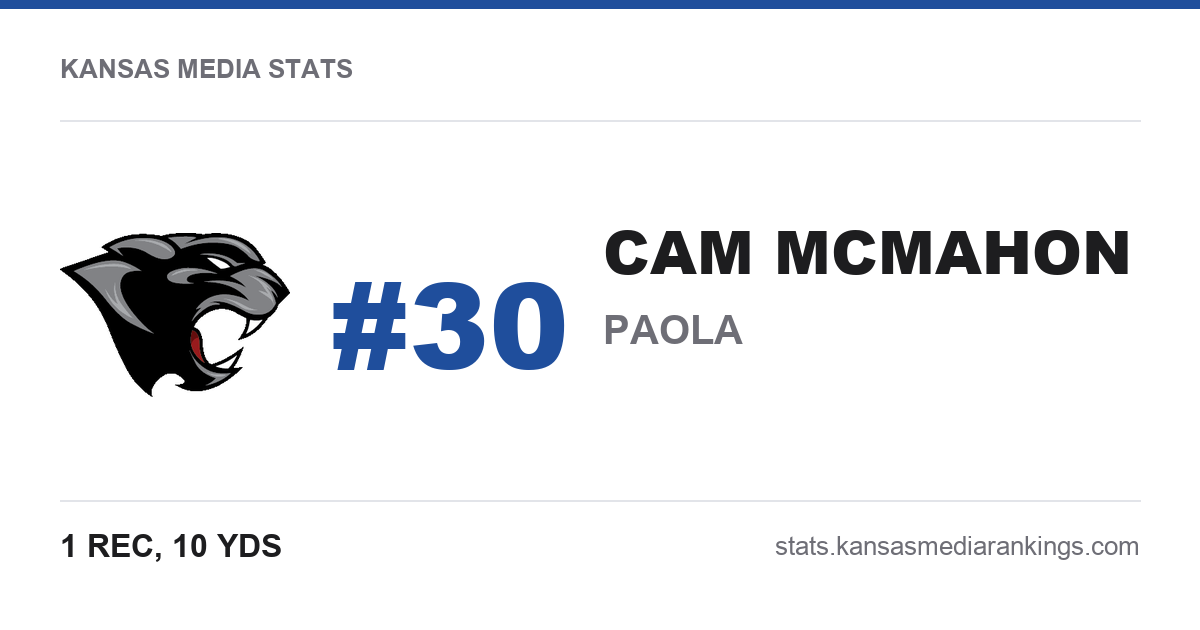 KANSAS MEDIA STATS
#30
CAM MCMAHON
PAOLA
1 REC, 10 YDS
stats.kansasmediarankings.com